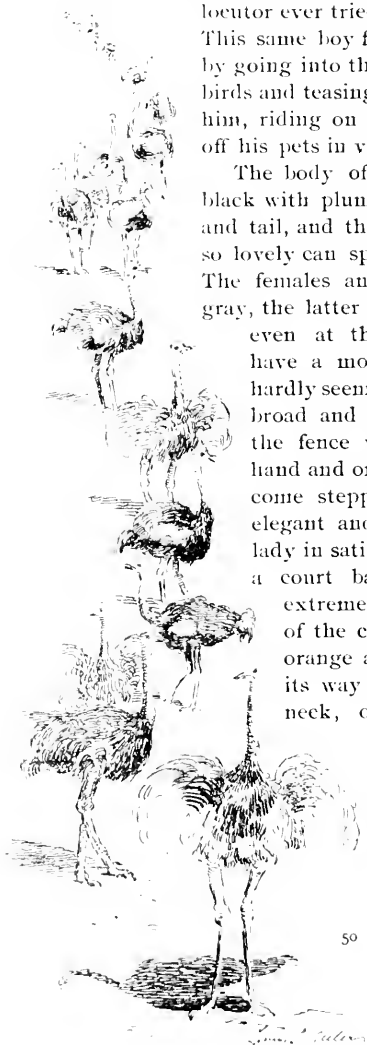 locutor ever trie
This same boy f
by going into th
birds and teasing
him, riding on
off his pets in v
The body of
black with plun
and tail, and th
so lovely can sp
The females an
gray, the latter
even at th
have a mo
hardly seem
broad and
the fence
hand and o
come stepp
elegant and
lady in sati
a court ba
extreme
of the c
orange a
its way
neck, o
50